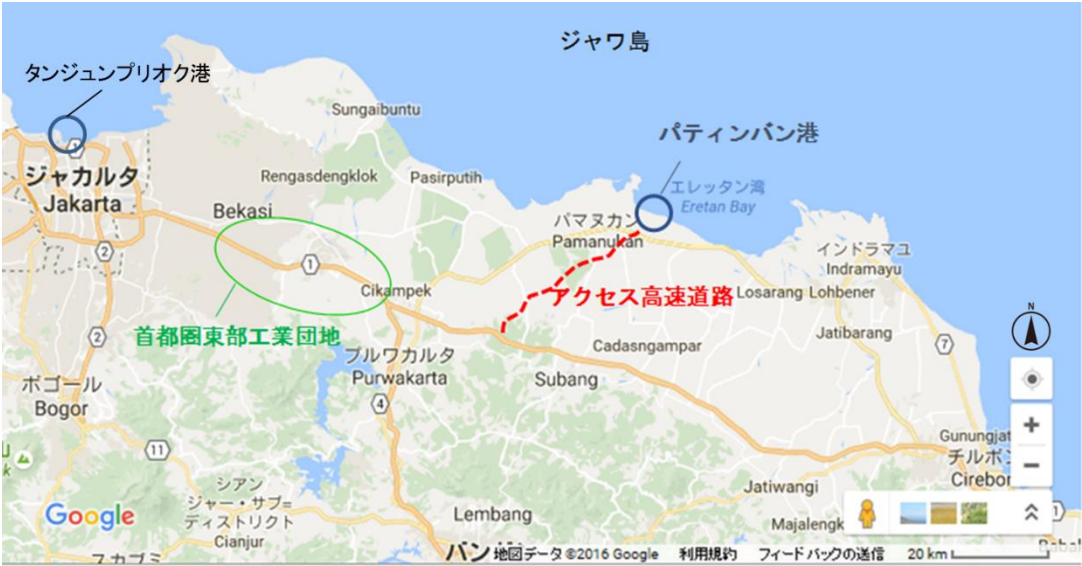 ジャワ島
タンジュンプリオク港
Sungaibuntu
パティンバン港
1
ジャカルタ
Jakarta
Rengasdengklok
Pasirputih
エレッタン湾
Eretan Bay
Bekasi
パマヌカン
Pamanukan
インドラマユ
Indramayu
2
1
Cikampek
アクセス高速道路
Losarang
Lohbener
N
首都圏東部工業団地
2
Cadasngampar
Jatibarang
7
プルワカルタ
Purwakarta
Subang
ボゴール
Bogor
4
11
Gunungjat
チルボン
Cirebon
シアン
ジャー・サブ=
ディストリクト
Cianjur
Jatiwangi
Google
Lembang
Majalengk
1
スカブミ
バン
地図データ ©2016 Google
利用規約
フィードバックの送信
20 km